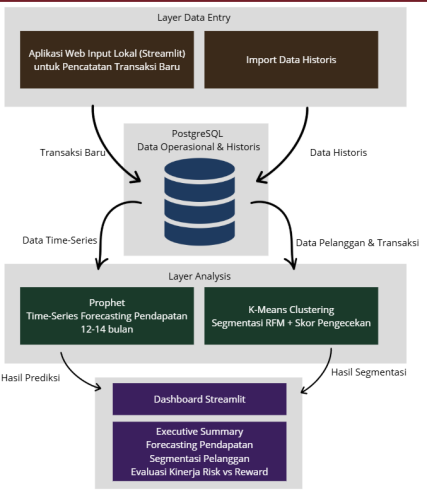 Layer Data Entry
Aplikasi Web Input Lokal (Streamlit)
untuk Pencatatan Transaksi Baru
Import Data Historis
PostgreSQL
Data Operasional & Historis
Transaksi Baru
Data Historis
Data Time-Series
Data Pelanggan & Transaksi
Layer Analysis
Prophet
Time-Series Forecasting Pendapatan
12-14 bulan
K-Means Clustering
Segmentasi RFM + Skor Pengecekan
Hasil Prediksi
Hasil Segmentasi
Dashboard Streamlit
Executive Summary
Forecasting Pendapatan
Segmentasi Pelanggan
Evaluasi Kinerja Risk vs Reward